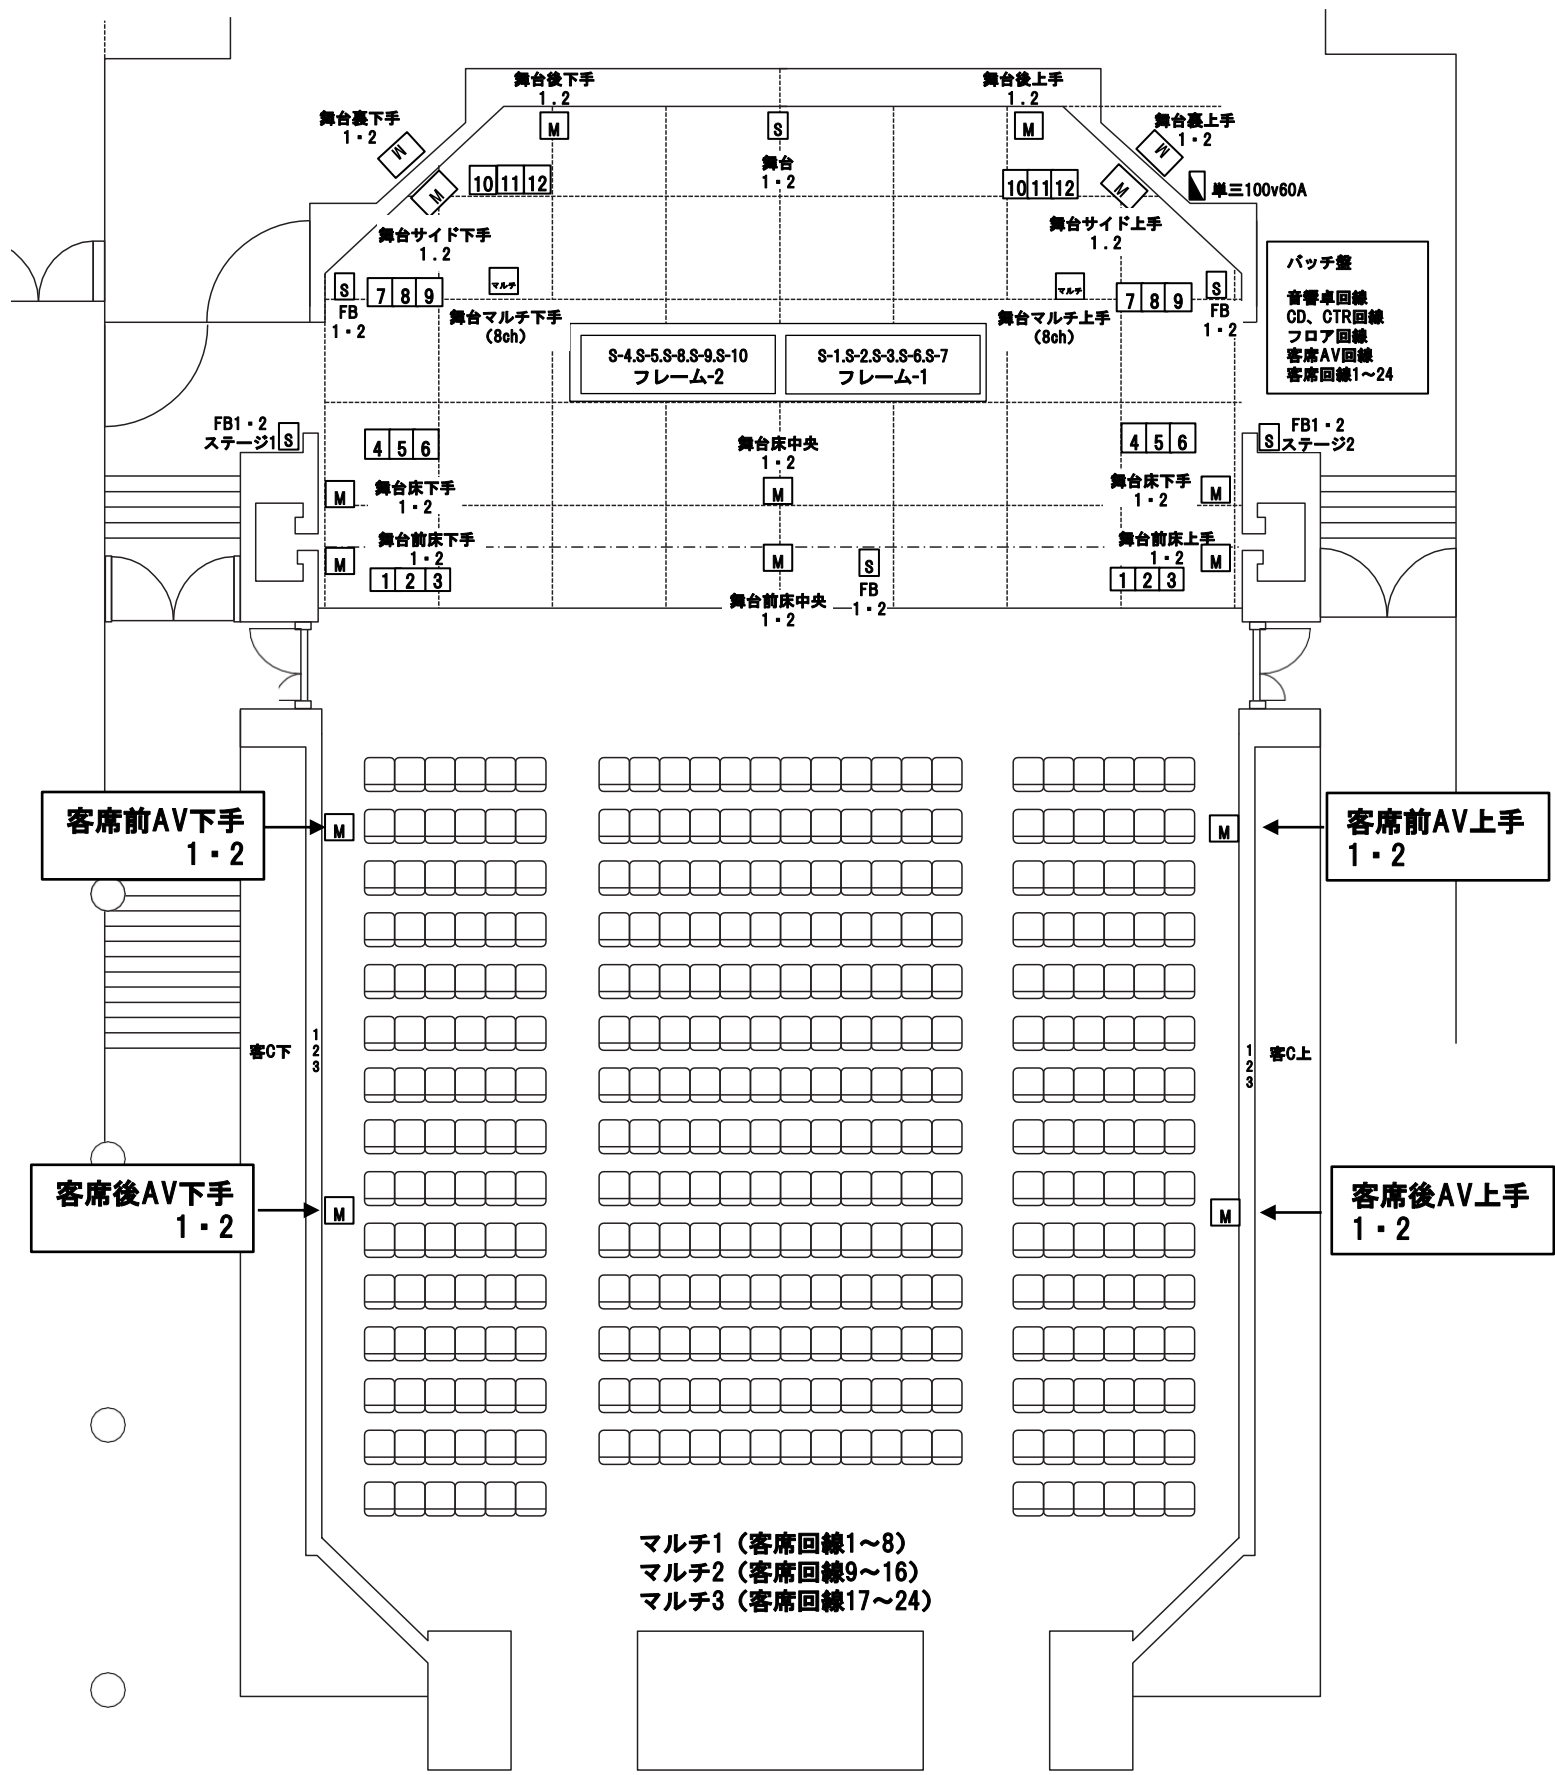 舞台後下手
1.2
M
S
舞台
1・2
舞台後上手
1.2
M
舞台裏下手
1・2
M
舞台裏上手
1・2
M
10 11 12
M
10 11 12
M
単三100v60A
舞台サイド下手
1.2
舞台サイド上手
1.2
パッチ盤
音響卓回線
CD、CTR回線
フロア回線
客席AV回線
客席回線1～24
S
FB
1・2
7 8 9
マルチ
舞台マルチ下手
(8ch)
マルチ
舞台マルチ上手
(8ch)
7 8 9
S
FB
1・2
S-4.S-5.S-8.S-9.S-10
フレーム-2
S-1.S-2.S-3.S-6.S-7
フレーム-1
FB1・2
ステージ1
S
4 5 6
舞台床中央
1・2
M
4 5 6
S
FB1・2
ステージ2
M
舞台床下手
1・2
舞台床下手
1・2
M
M
舞台前床下手
1・2
1 2 3
M
舞台前床中央
1・2
S
FB
1・2
舞台前床上手
1・2
M
1 2 3
客席前AV下手
1・2
M
M
客席前AV上手
1・2
客C下
1
2
3
1
2
3
客C上
客席後AV下手
1・2
M
M
客席後AV上手
1・2
マルチ1（客席回線1～8）
マルチ2（客席回線9～16）
マルチ3（客席回線17～24）